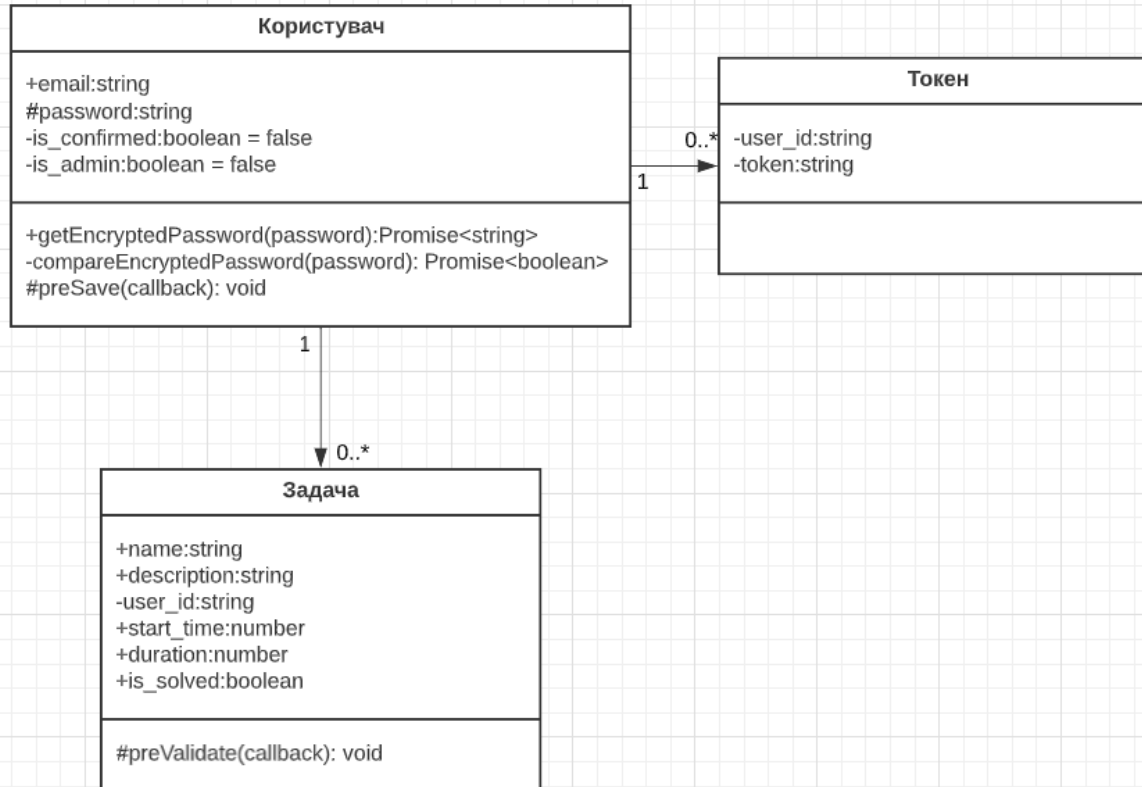 Користувач
+email:string
#password:string
-is_confirmed:boolean = false
-is_admin:boolean = false
+getEncryptedPassword(password):Promise<string>
-compareEncryptedPassword(password): Promise<boolean>
#preSave(callback): void
1
0..*
Токен
-user_id:string
-token:string
1
0..*
Задача
+name:string
+description:string
-user_id:string
+start_time:number
+duration:number
+is_solved:boolean
#preValidate(callback): void